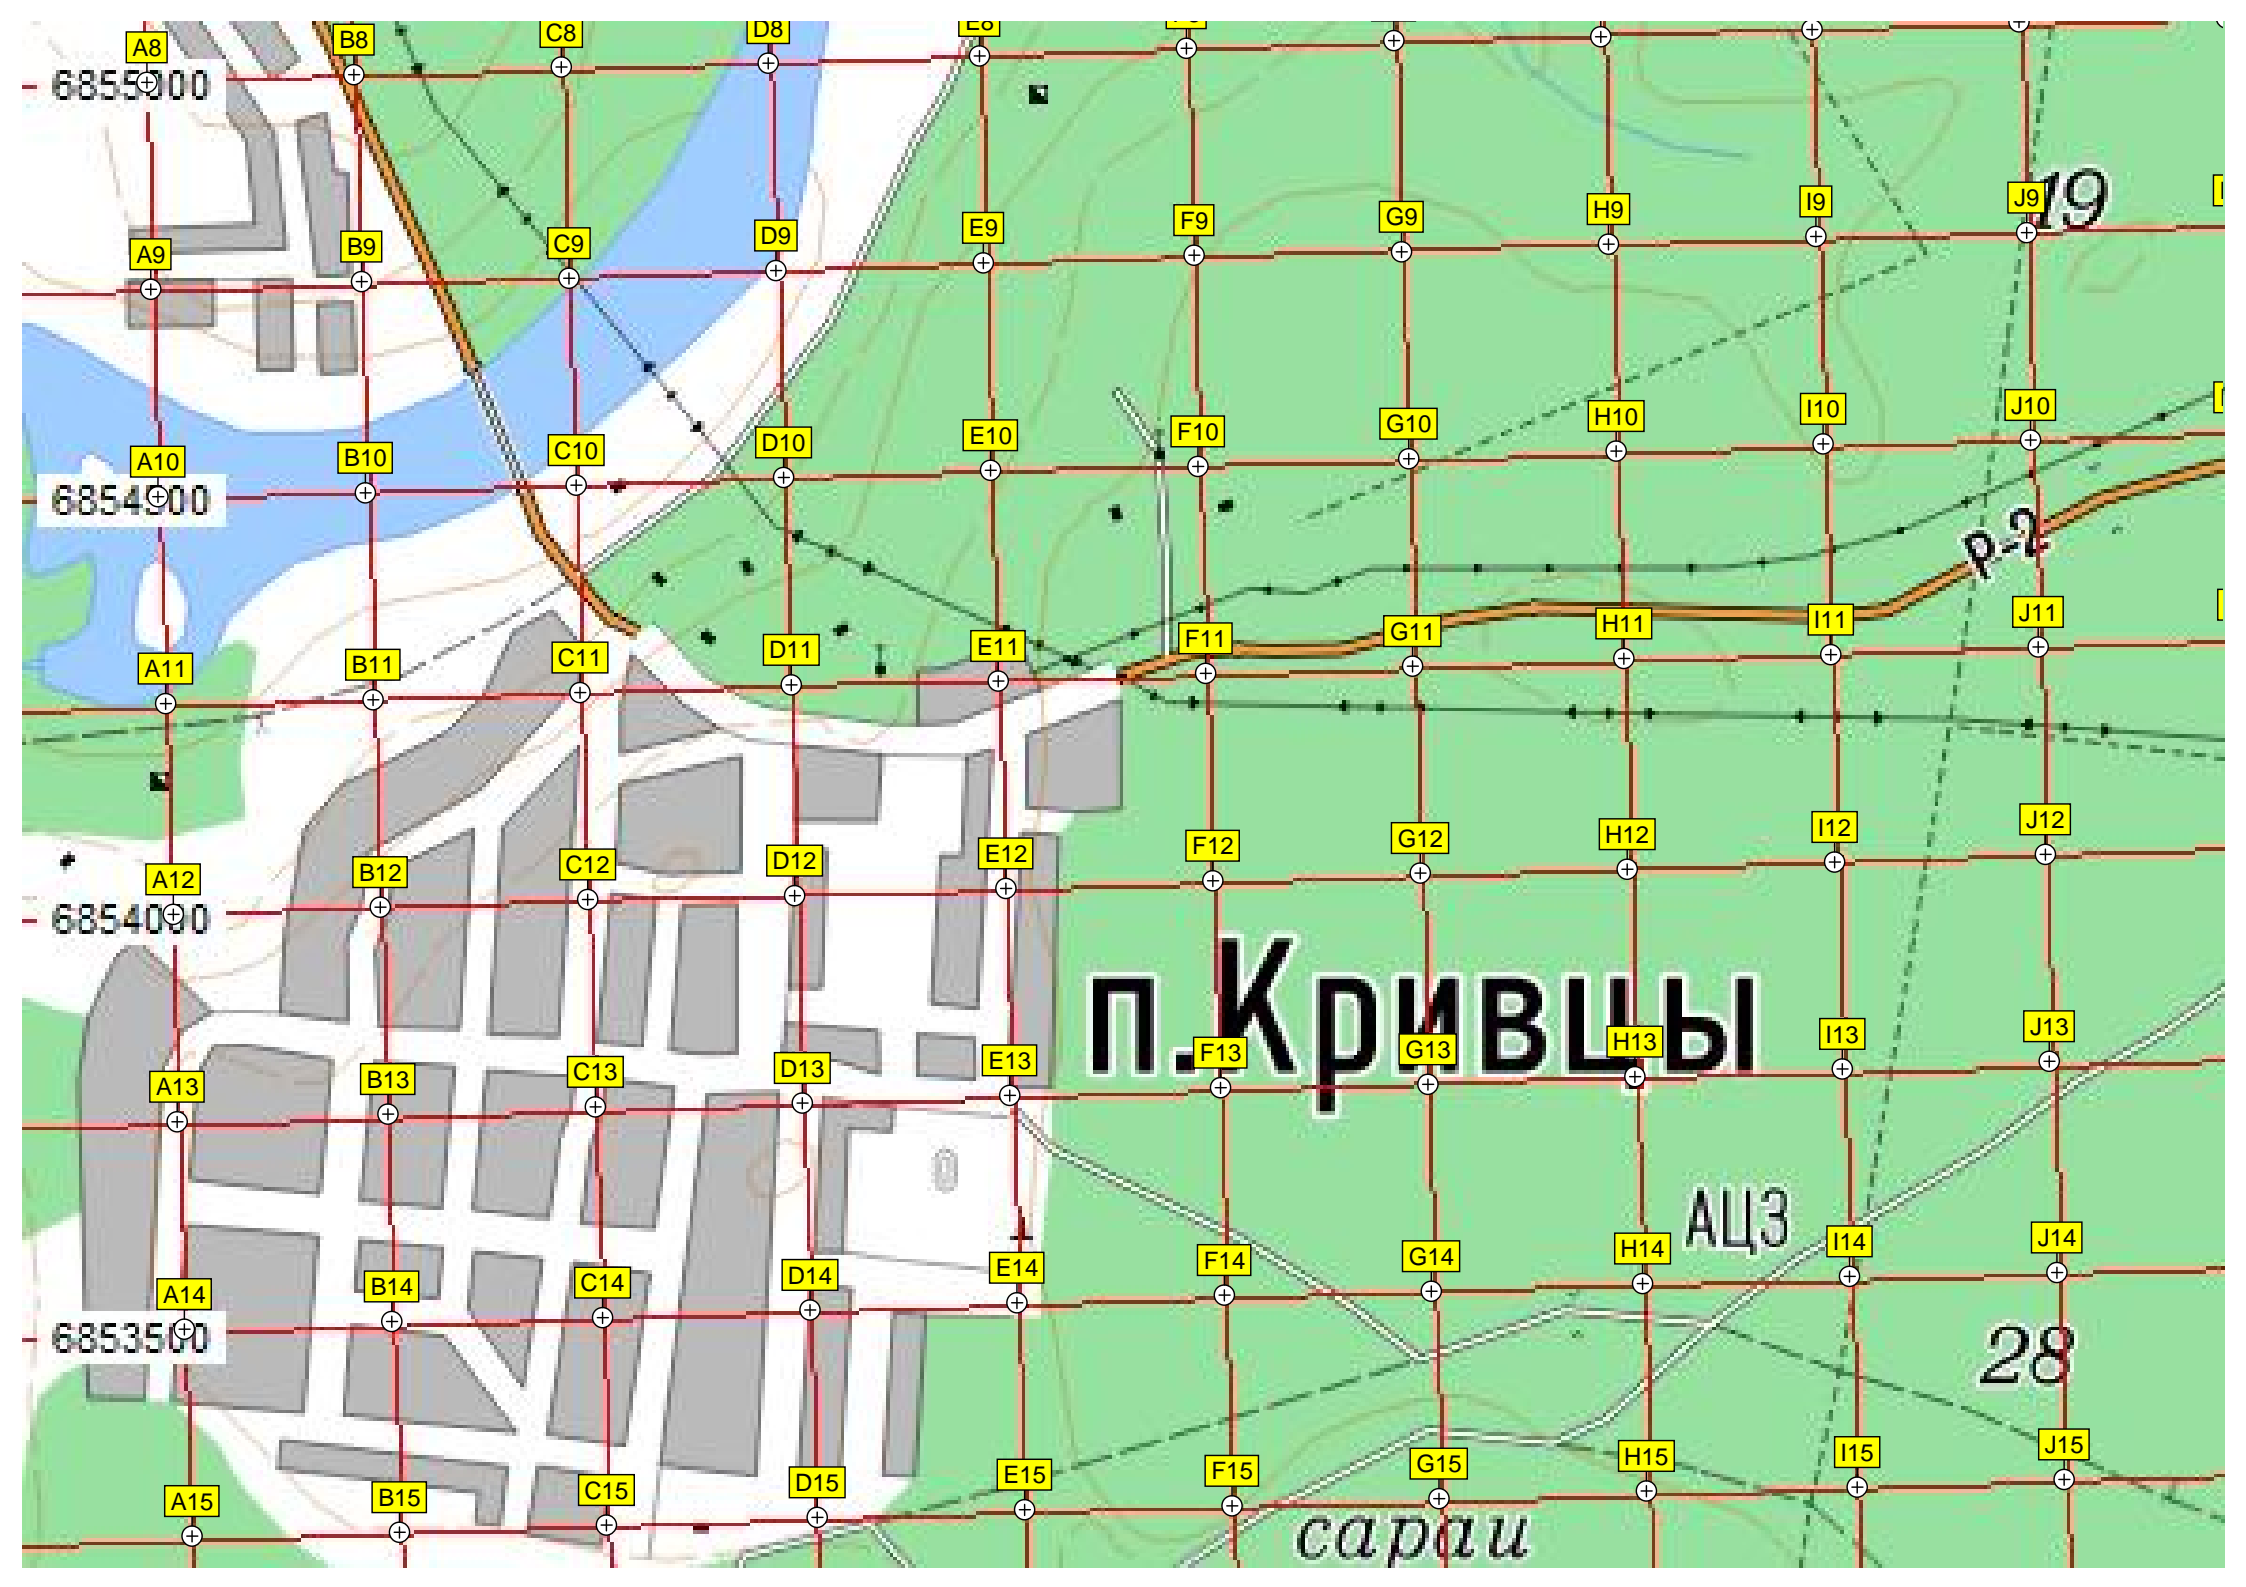 A8 B8 C8 D8 E8
6855000
A9 B9 C9 D9 E9 F9 G9 H9 I9 J9 19
A10 B10 C10 D10 E10 F10 G10 H10 I10 J10
6854500
Р-2
A11 B11 C11 D11 E11 F11 G11 H11 I11 J11
A12 B12 C12 D12 E12 F12 G12 H12 I12 J12
6854000
п.Кривцы
A13 B13 C13 D13 E13 F13 G13 H13 I13 J13
АЦЗ
A14 B14 C14 D14 E14 F14 G14 H14 I14 J14
6853500
28
A15 B15 C15 D15 E15 F15 G15 H15 I15 J15
сараи